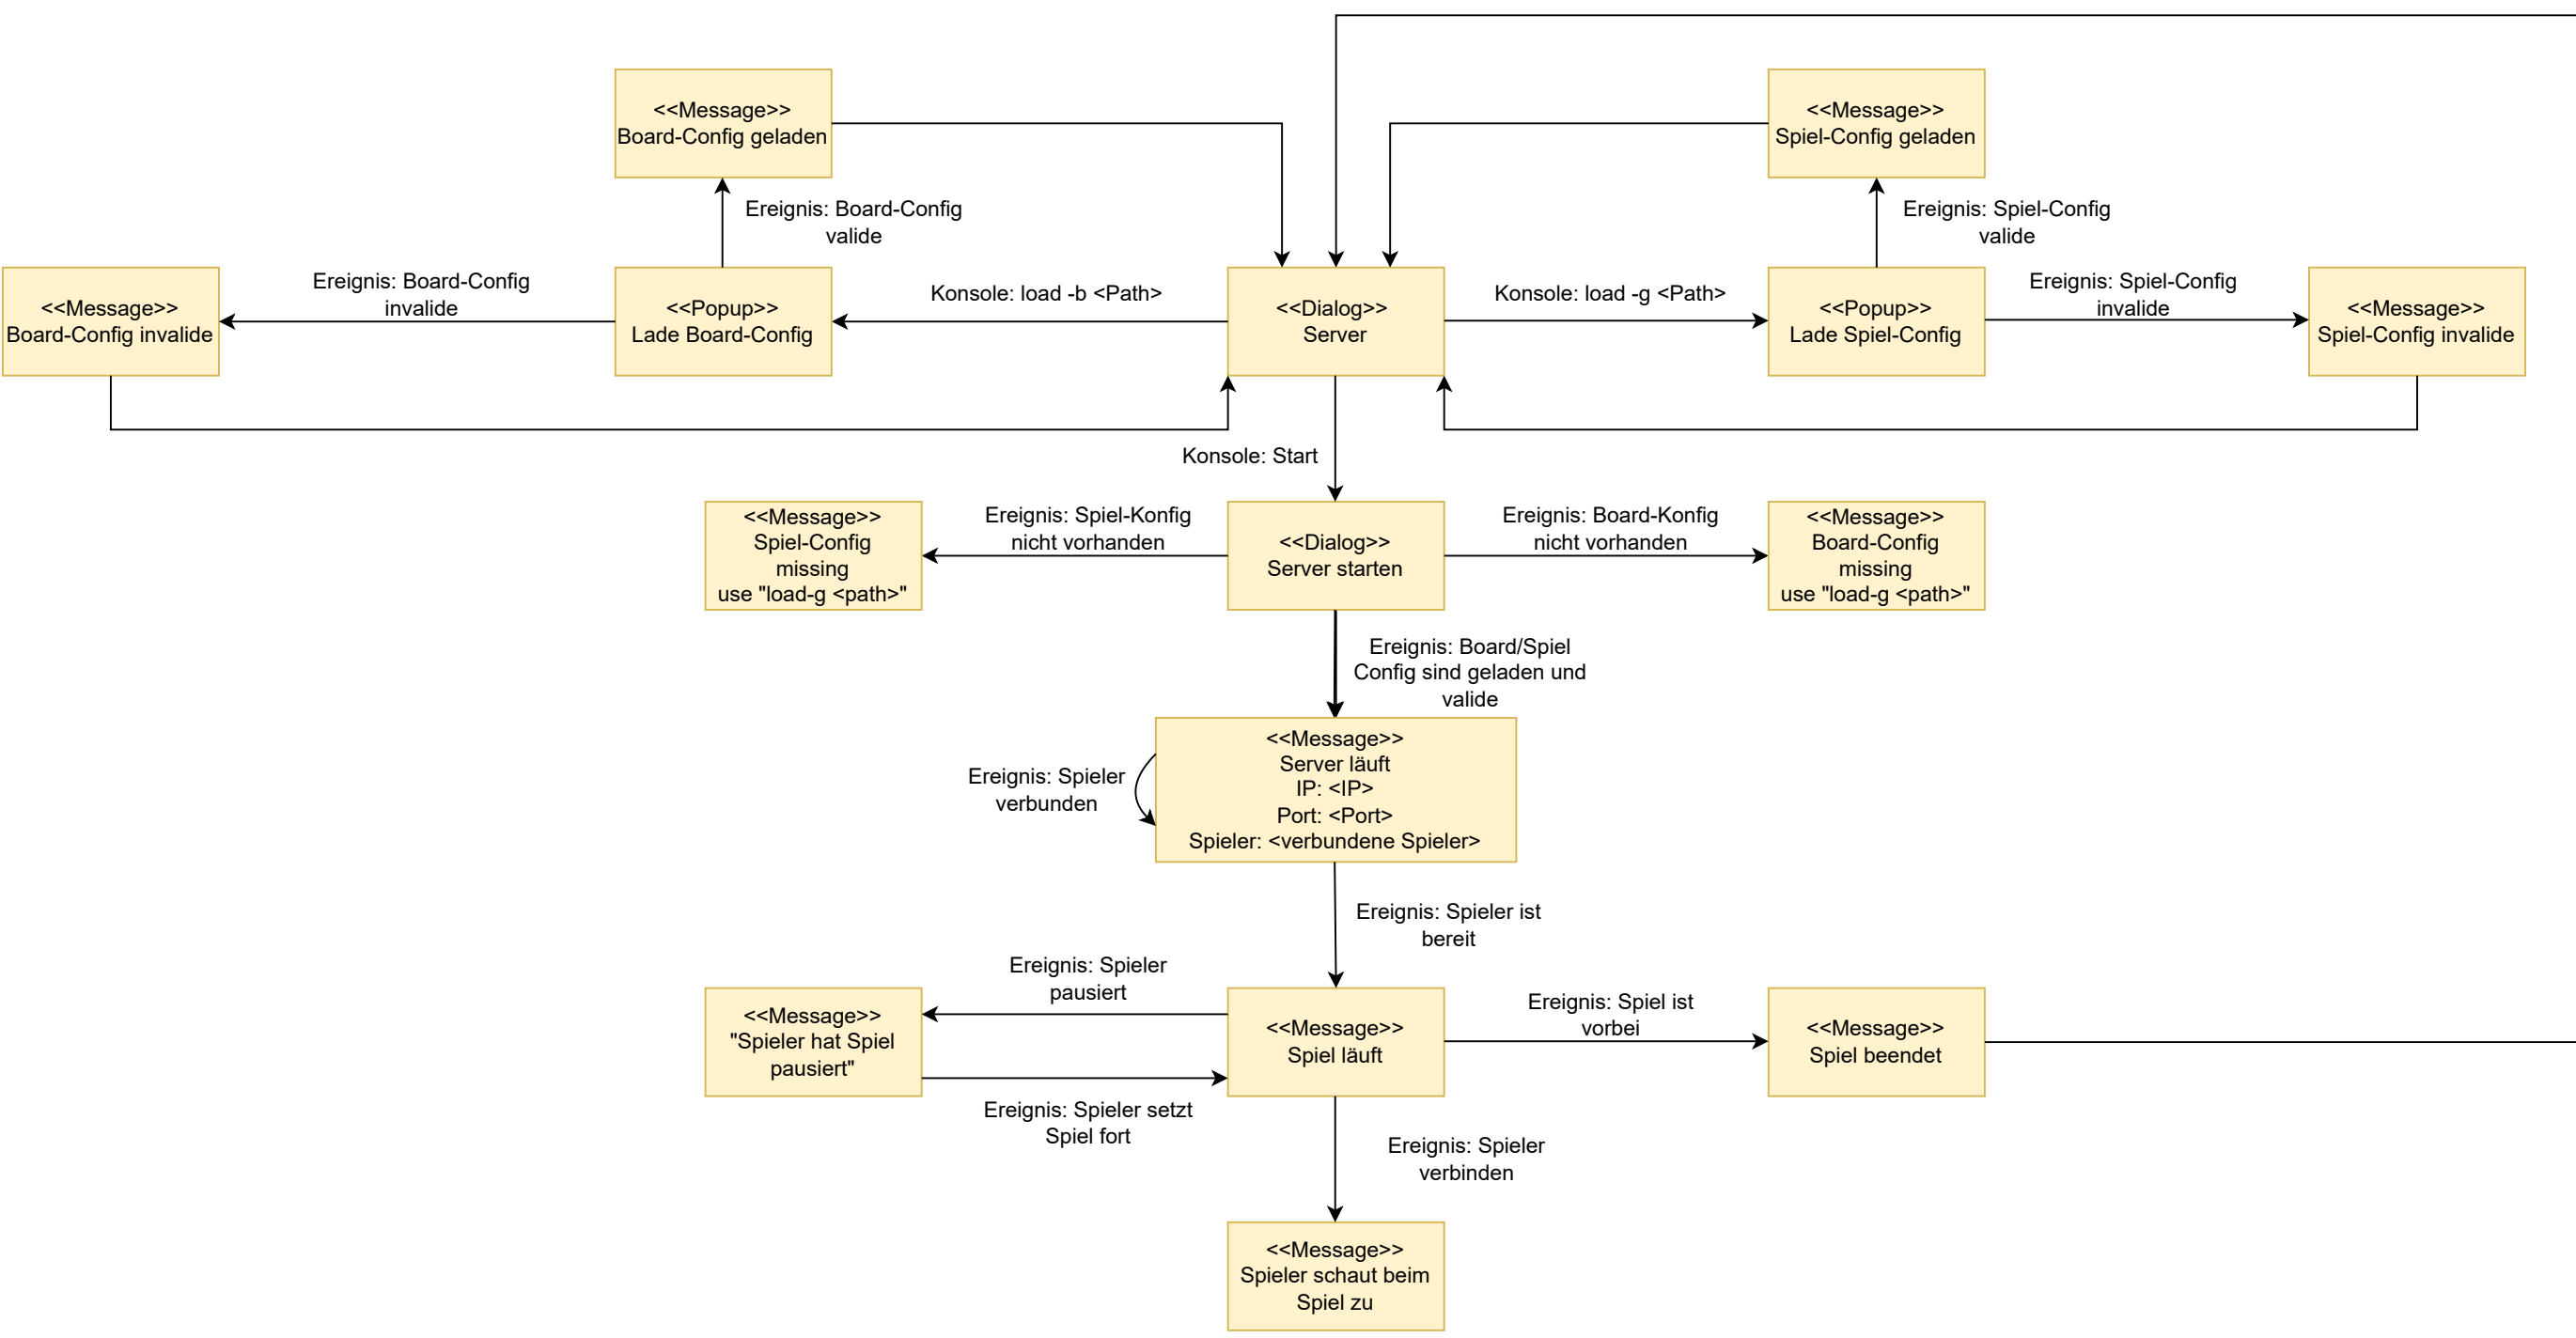 <<Message>>
Board-Config geladen
<<Message>>
Spiel-Config geladen
Ereignis: Board-Config
valide
Ereignis: Spiel-Config
valide
<<Message>>
Board-Config invalide
Ereignis: Board-Config
invalide
<<Popup>>
Lade Board-Config
Konsole: load -b <Path>
<<Dialog>>
Server
Konsole: load -g <Path>
<<Popup>>
Lade Spiel-Config
Ereignis: Spiel-Config
invalide
<<Message>>
Spiel-Config invalide
Konsole: Start
<<Message>>
Spiel-Config
missing
use "load-g <path>"
Ereignis: Spiel-Konfig
nicht vorhanden
<<Dialog>>
Server starten
Ereignis: Board-Konfig
nicht vorhanden
<<Message>>
Board-Config
missing
use "load-g <path>"
Ereignis: Board/Spiel
Config sind geladen und
valide
Ereignis: Spieler
verbunden
<<Message>>
Server läuft
IP: <IP>
Port: <Port>
Spieler: <verbundene Spieler>
Ereignis: Spieler ist
bereit
<<Message>>
"Spieler hat Spiel
pausiert"
Ereignis: Spieler
pausiert
Ereignis: Spieler setzt
Spiel fort
<<Message>>
Spiel läuft
Ereignis: Spiel ist
vorbei
<<Message>>
Spiel beendet
Ereignis: Spieler
verbinden
<<Message>>
Spieler schaut beim
Spiel zu